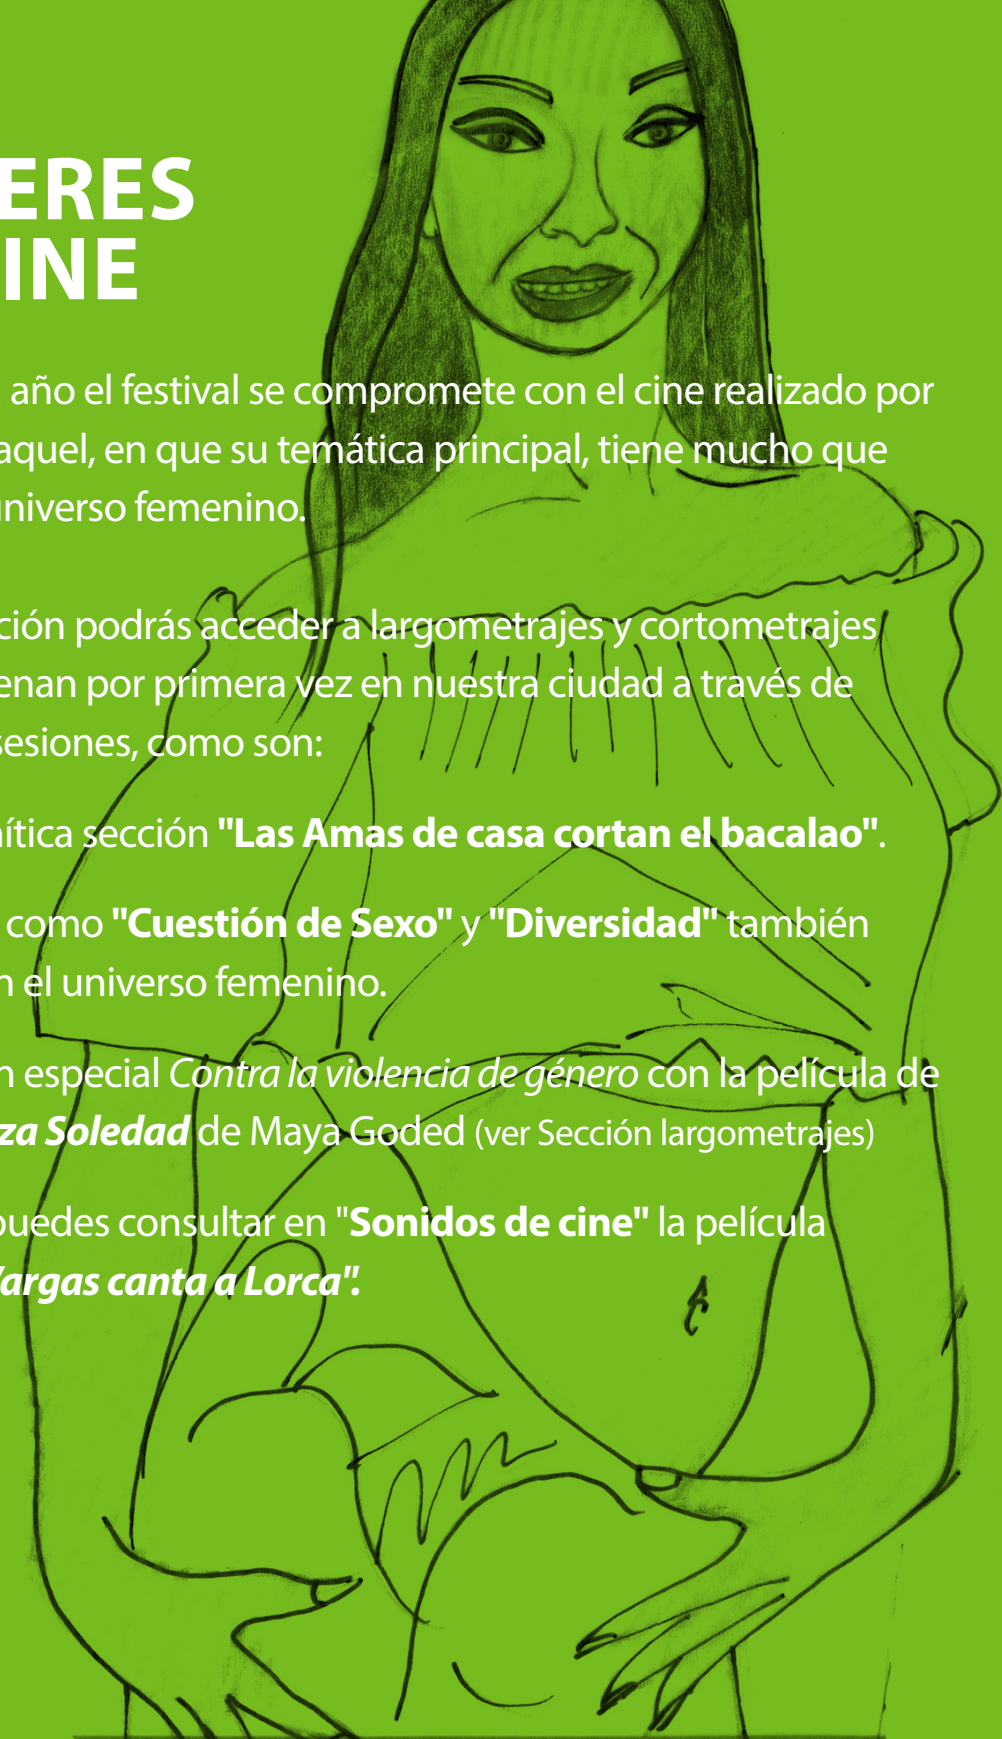 ERES
INE
año el festival se compromete con el cine realizado por
aquel, en que su temática principal, tiene mucho que
universo femenino.
ción podrás acceder a largometrajes y cortometrajes
enan por primera vez en nuestra ciudad a través de
sesiones, como son:
ítica sección "Las Amas de casa cortan el bacalao".
como "Cuestión de Sexo" y "Diversidad" también
n el universo femenino.
n especial Contra la violencia de género con la película de
za Soledad de Maya Goded (ver Sección largometrajes)
puedes consultar en "Sonidos de cine" la película
Vargas canta a Lorca".